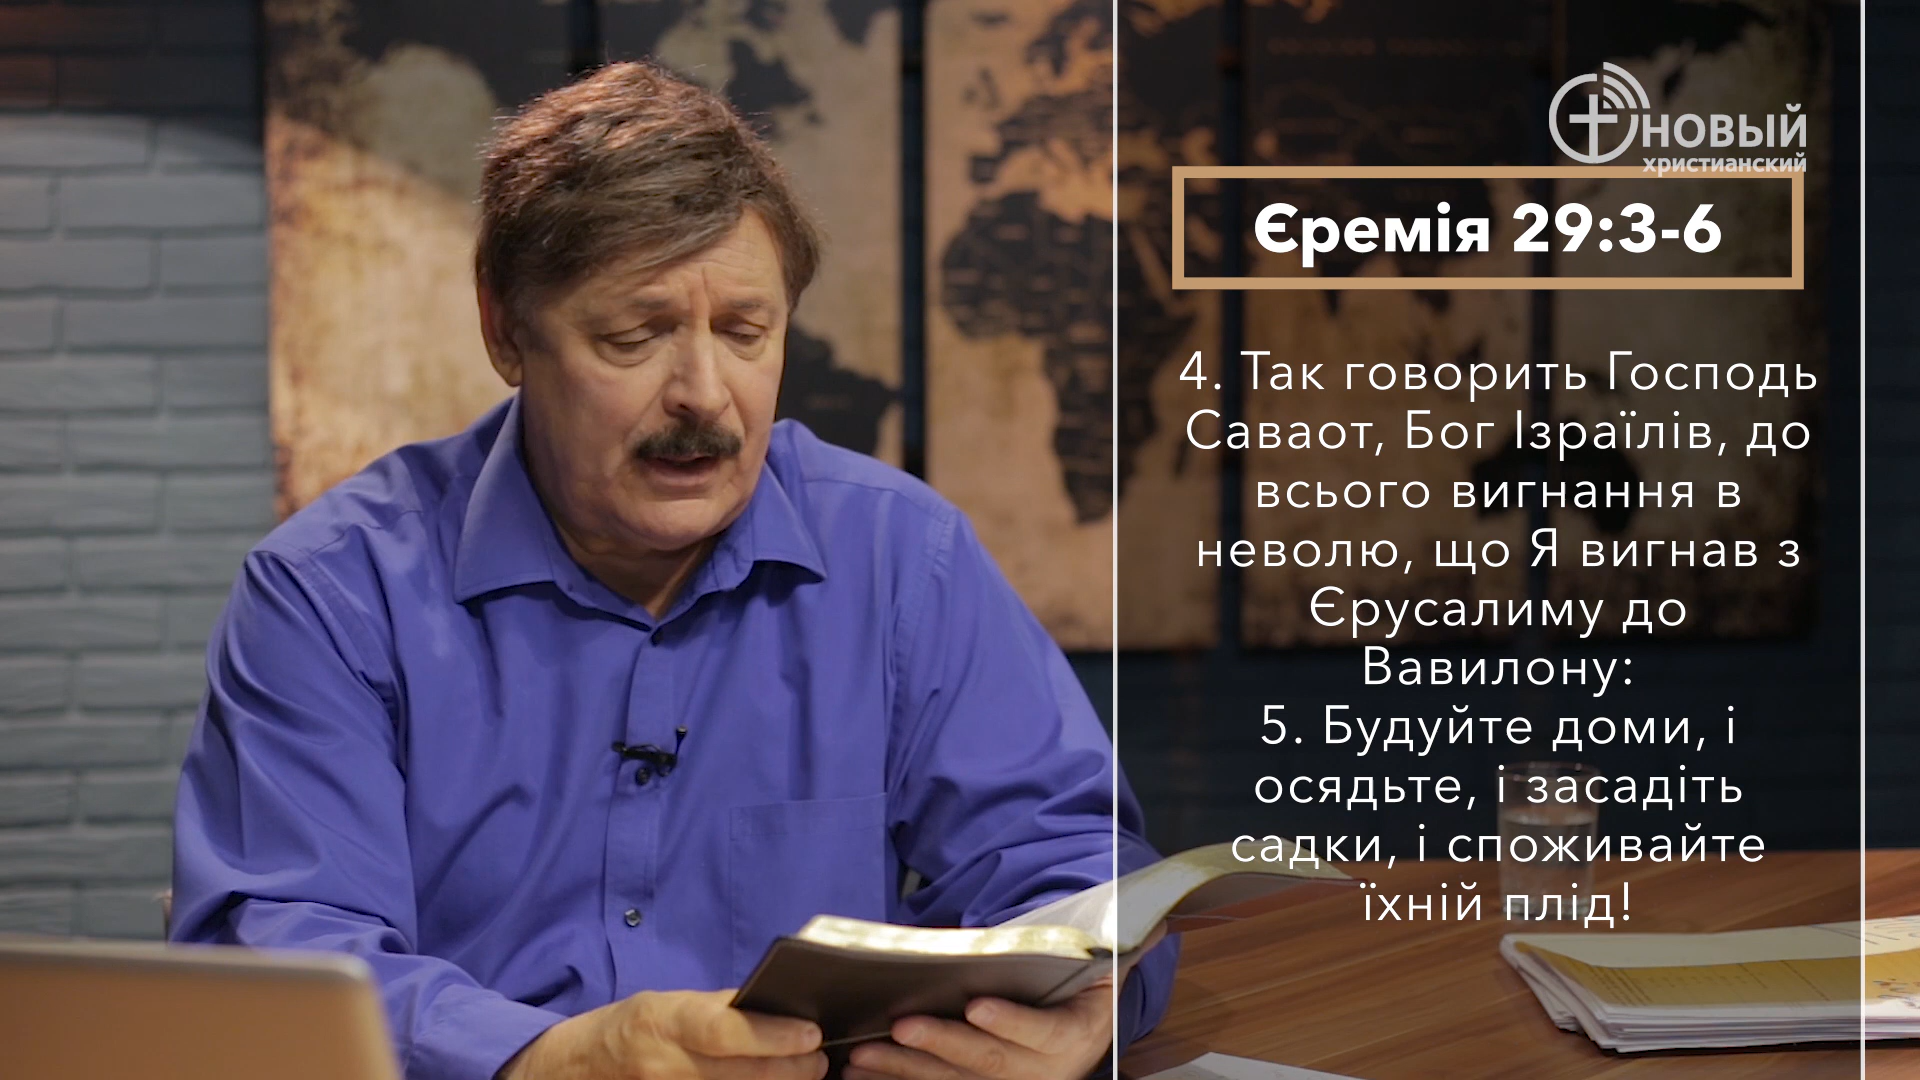 НОВЫЙ
христианский
Єремія 29:3-6
4. Так говорить Господь
Саваот, Бог Ізраїлів, до
всього вигнання в
неволю, що Я вигнав з
Єрусалиму до
Вавилону:
5. Будуйте доми, і
осядьте, і засадіть
садки, і споживайте
їхній плід!